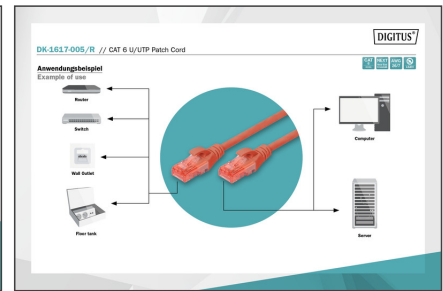 DIGITUS®
DK-1617-005/R // CAT 6 U/UTP Patch Cord
Anwendungsbeispiel
Example of use
Router
Switch
Wall Outlet
Floor tank
Computer
Server